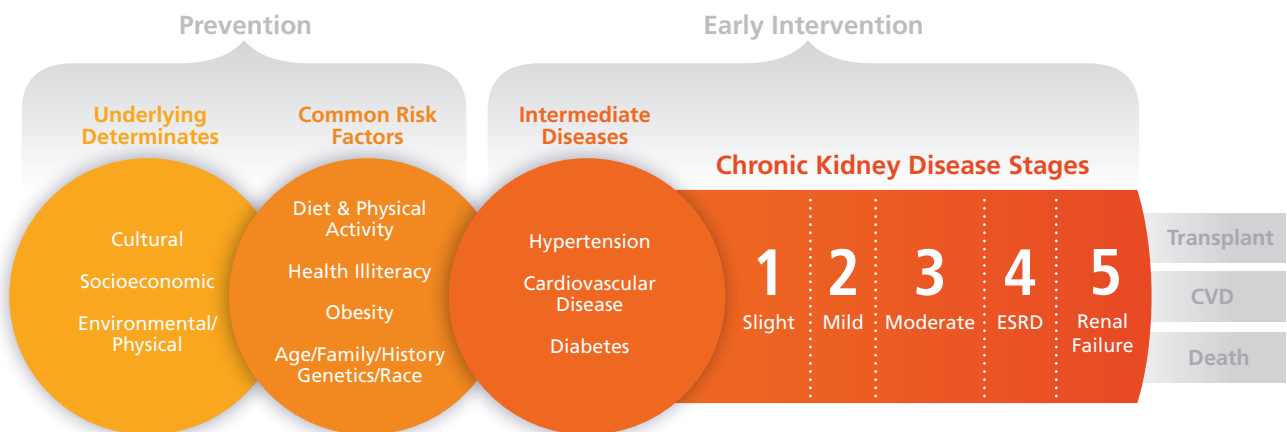 Prevention
Early Intervention
Underlying
Determinates
Common Risk
Factors
Intermediate
Diseases
Chronic Kidney Disease Stages
Cultural
Socioeconomic
Environmental/
Physical
Diet & Physical
Activity
Health Illiteracy
Obesity
Age/Family/History
Genetics/Race
Hypertension
Cardiovascular
Disease
Diabetes
1
Slight
2
Mild
3
Moderate
4
ESRD
5
Renal
Failure
Transplant
CVD
Death